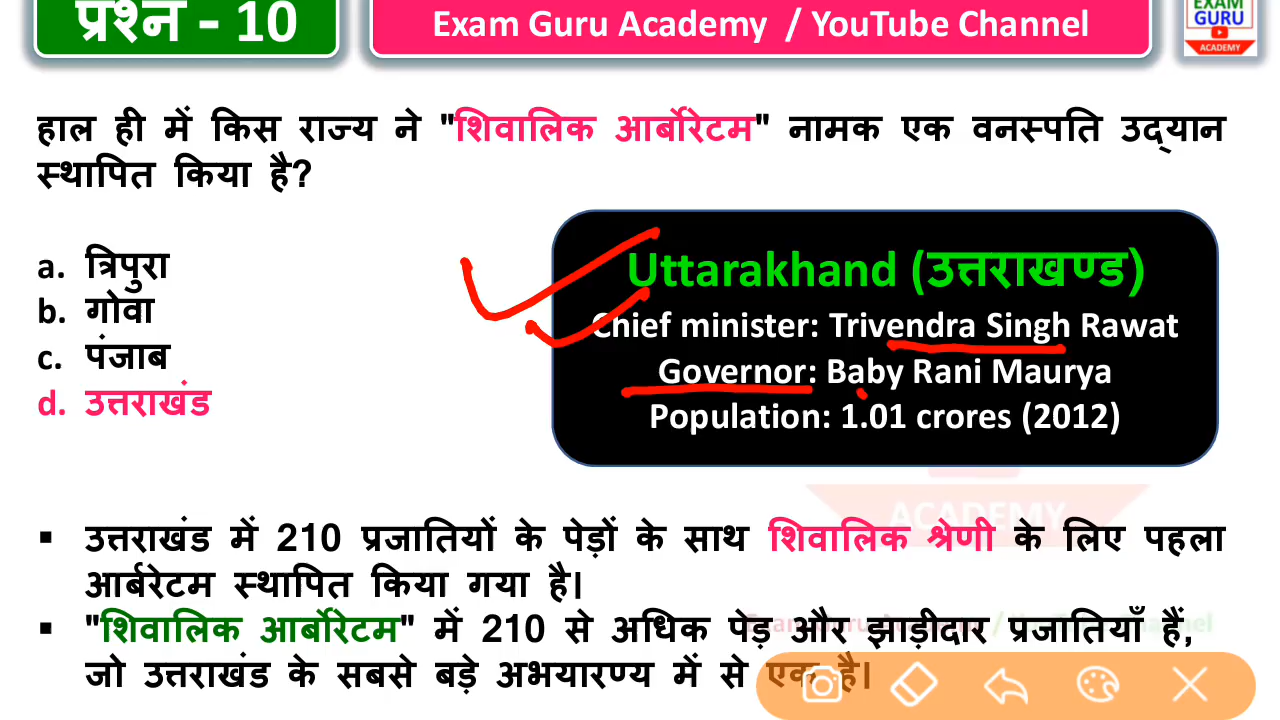 प्रश्न - 10
Exam Guru Academy / YouTube Channel
EXAM
GURU
ACADEMY
हाल ही में किस राज्य ने "शिवालिक आर्बोरेटम" नामक एक वनस्पति उद्यान
स्थापित किया है?
a. त्रिपुरा
b. गोवा
c. पंजाब
d. उत्तराखंड
Uttarakhand (उत्तराखण्ड)
Chief minister: Trivendra Singh Rawat
Governor: Baby Rani Maurya
Population: 1.01 crores (2012)
ACADEMY
▪ उत्तराखंड में 210 प्रजातियों के पेड़ों के साथ शिवालिक श्रेणी के लिए पहला
आर्बरेटम स्थापित किया गया है।
▪ "शिवालिक आर्बोरेटम" में 210 से अधिक पेड़ और झाड़ीदार प्रजातियाँ हैं,
जो उत्तराखंड के सबसे बड़े अभयारण्य में से एक है।